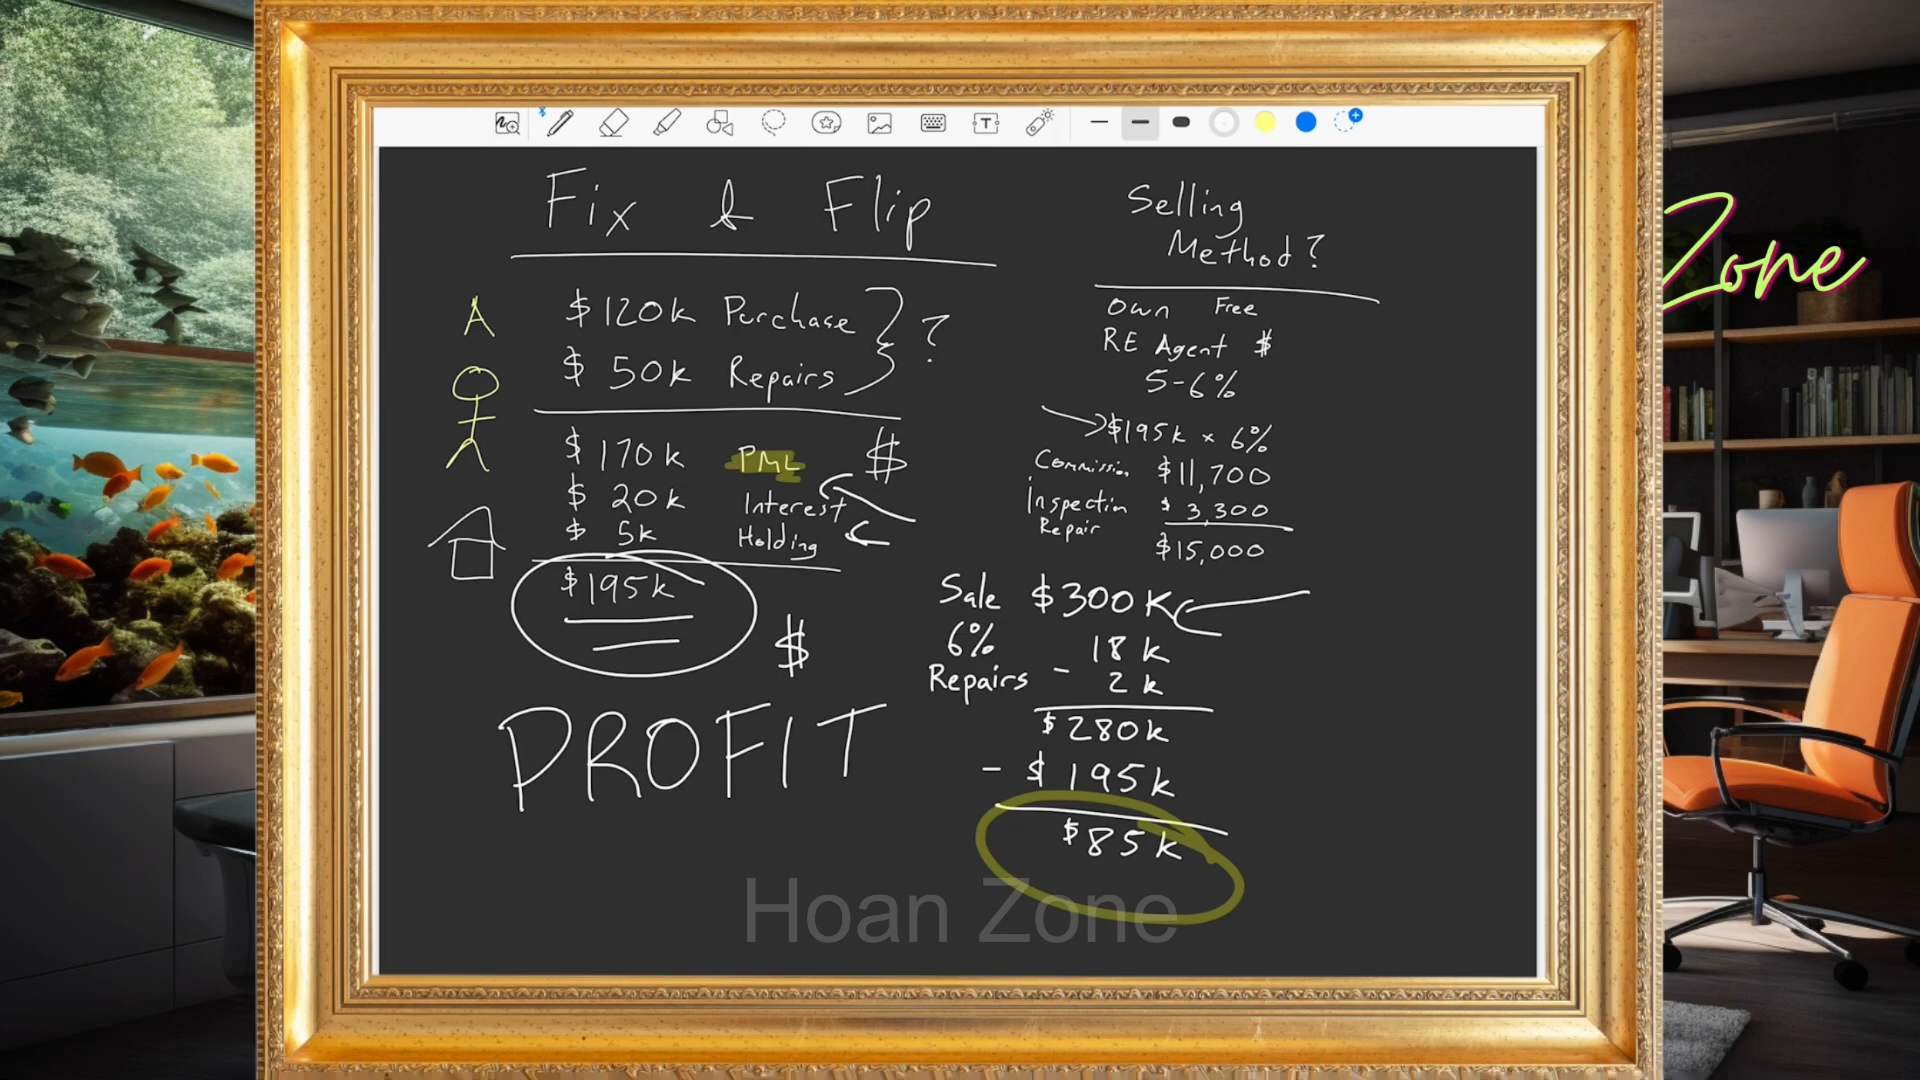 Fix & Flip
$120k Purchase
?
$ 50k Repairs
A
$170k PML $
$ 20k Interest
$ 5k Holding
$195k
$
PROFIT
Selling
Method?
Own Free
RE Agent $
5-6%
$195k x 6%
Commission $11,700
Inspection $ 3,300
Repair
$15,000
Sale $300K
6% 18k
Repairs - 2k
$280k
- $195k
$85k
Hoan Zone
Zone